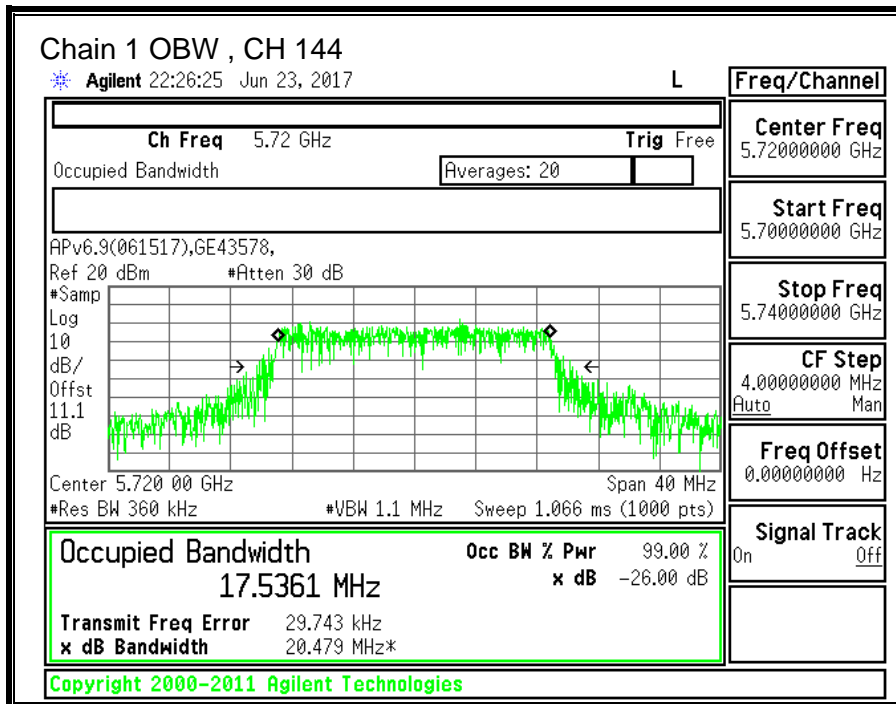 Chain 1 OBW , CH 144
Agilent 22:26:25 Jun 23, 2017 L
Freq/Channel
Ch Freq 5.72 GHz Trig Free
Occupied Bandwidth Averages: 20
APv6.9(061517),GE43578,
Ref 20 dBm #Atten 30 dB
#Samp
Log
10
dB/
Offst
11.1
dB
Center 5.720 00 GHz Span 40 MHz
#Res BW 360 kHz #VBW 1.1 MHz Sweep 1.066 ms (1000 pts)
Occupied Bandwidth Occ BW % Pwr 99.00 %
17.5361 MHz x dB -26.00 dB
Transmit Freq Error 29.743 kHz
x dB Bandwidth 20.479 MHz*
Copyright 2000-2011 Agilent Technologies
Center Freq
5.72000000 GHz
Start Freq
5.70000000 GHz
Stop Freq
5.74000000 GHz
CF Step
4.00000000 MHz
Auto Man
Freq Offset
0.00000000 Hz
Signal Track
On Off